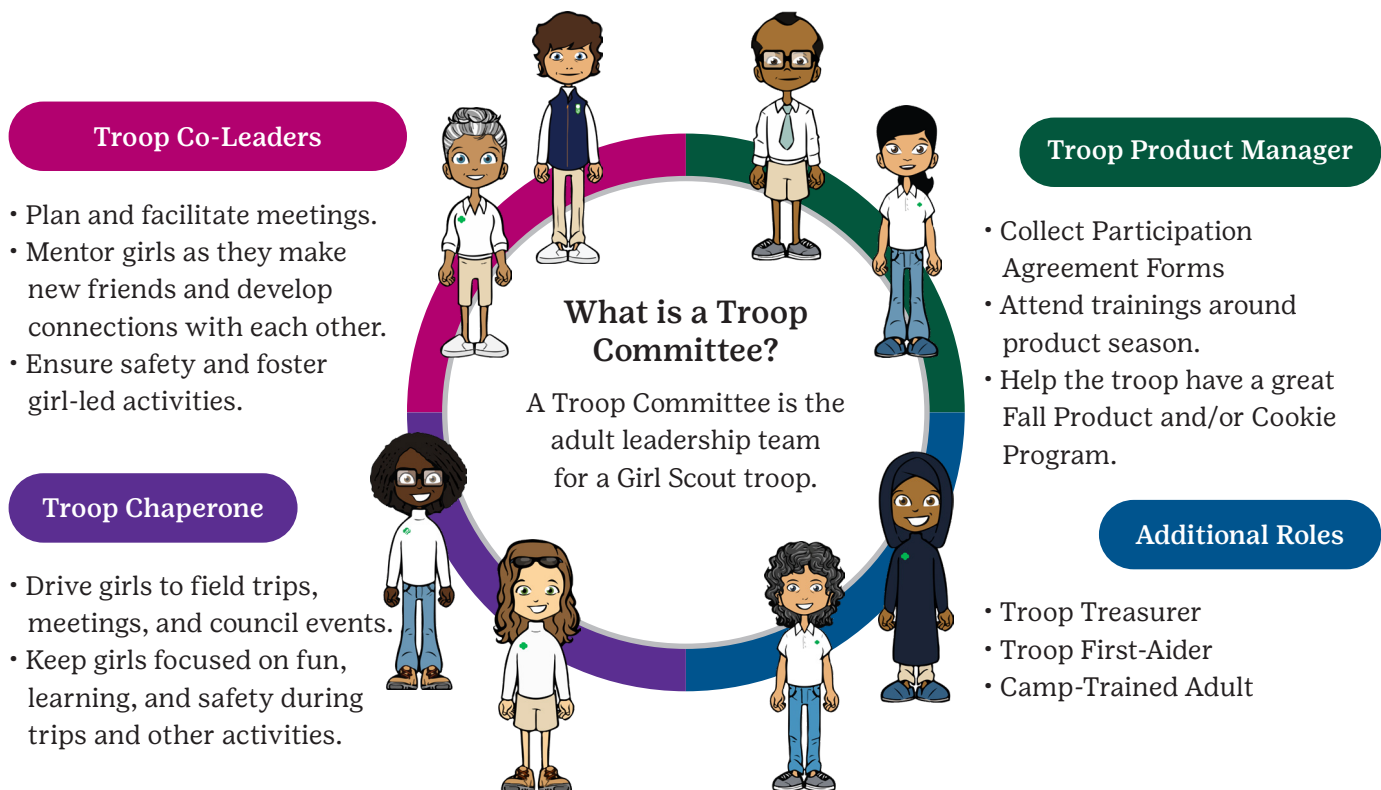 Troop Co-Leaders
• Plan and facilitate meetings.
• Mentor girls as they make
new friends and develop
connections with each other.
• Ensure safety and foster
girl-led activities.
Troop Chaperone
• Drive girls to field trips,
meetings, and council events.
• Keep girls focused on fun,
learning, and safety during
trips and other activities.
What is a Troop
Committee?
A Troop Committee is the
adult leadership team
for a Girl Scout troop.
Troop Product Manager
• Collect Participation
Agreement Forms
• Attend trainings around
product season.
• Help the troop have a great
Fall Product and/or Cookie
Program.
Additional Roles
• Troop Treasurer
• Troop First-Aider
• Camp-Trained Adult